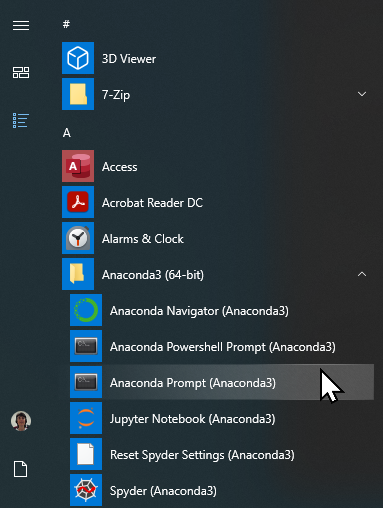 #
3D Viewer
7-Zip
A
Access
Acrobat Reader DC
Alarms & Clock
Anaconda3 (64-bit)
Anaconda Navigator (Anaconda3)
Anaconda Powershell Prompt (Anaconda3)
Anaconda Prompt (Anaconda3)
Jupyter Notebook (Anaconda3)
Reset Spyder Settings (Anaconda3)
Spyder (Anaconda3)